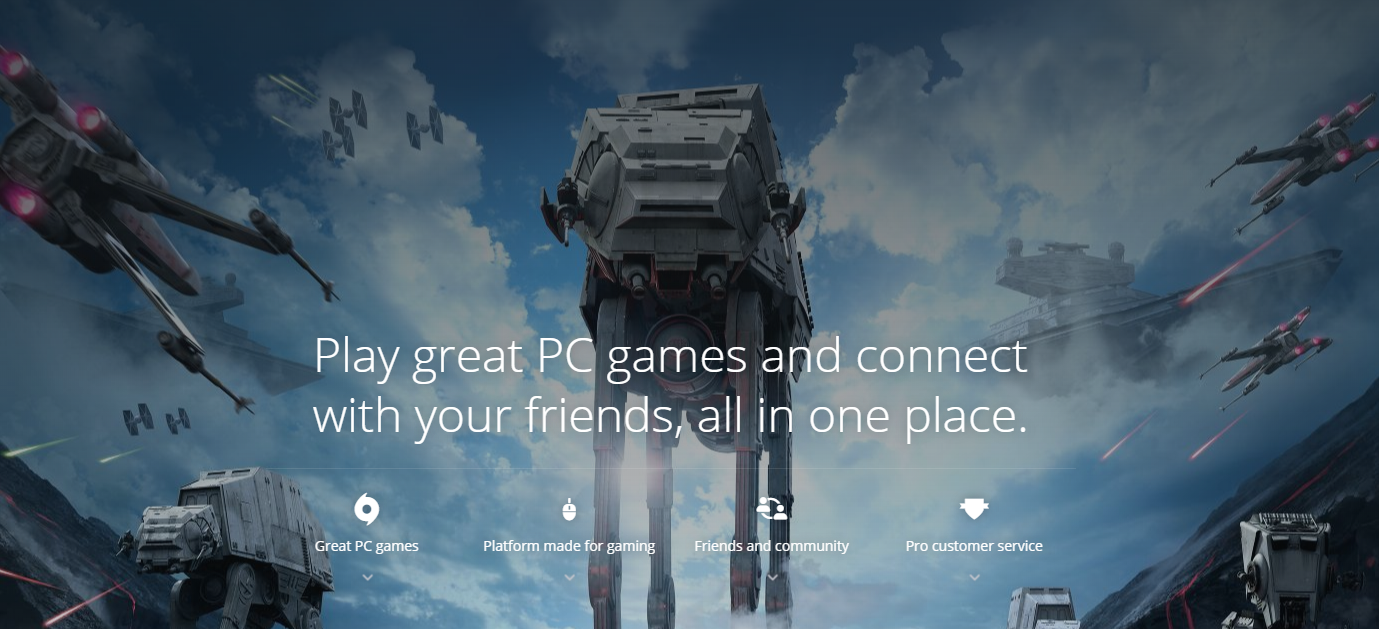 Play great PC games and connect
with your friends, all in one place.
Great PC games
Platform made for gaming
Friends and community
Pro customer service